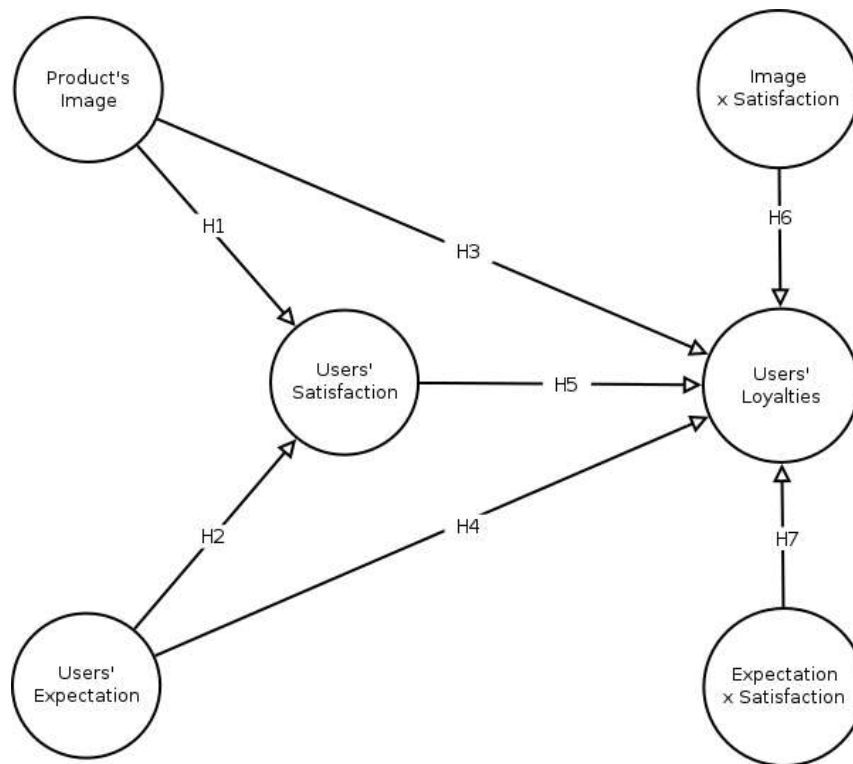 Product's
Image
Image
x Satisfaction
H1
H6
H3
Users'
Satisfaction
H5
Users'
Loyalties
H2
H4
H7
Users'
Expectation
Expectation
x Satisfaction